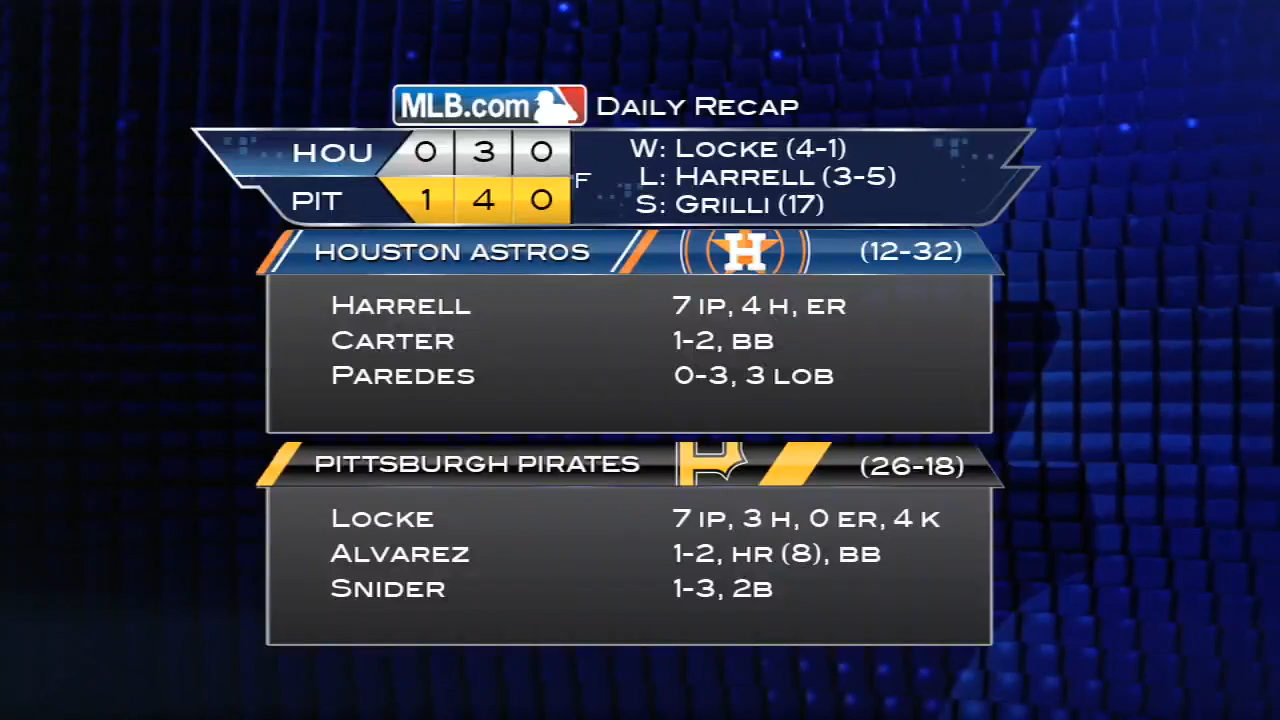 MLB.com DAILY RECAP
HOU 0 3 0
PIT 1 4 0
F
W: LOCKE (4-1)
L: HARRELL (3-5)
S: GRILLI (17)
HOUSTON ASTROS H (12-32)
HARRELL 7 IP, 4 H, ER
CARTER 1-2, BB
PAREDES 0-3, 3 LOB
PITTSBURGH PIRATES P (26-18)
LOCKE 7 IP, 3 H, 0 ER, 4 K
ALVAREZ 1-2, HR (8), BB
SNIDER 1-3, 2B